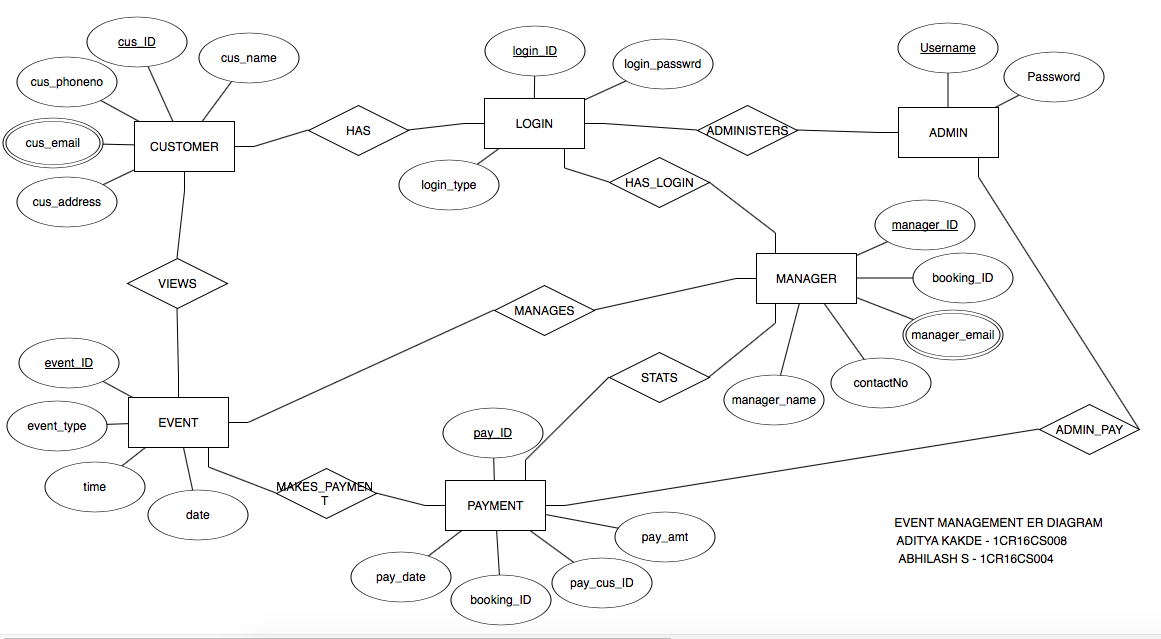 cus_ID
cus_name
cus_phoneno
cus_email
cus_address
CUSTOMER
HAS
login_ID
login_passwrd
LOGIN
login_type
ADMINISTERS
Username
Password
ADMIN
HAS_LOGIN
manager_ID
booking_ID
manager_email
contactNo
manager_name
MANAGER
VIEWS
MANAGES
STATS
event_ID
event_type
time
date
EVENT
MAKES_PAYMEN
T
pay_ID
PAYMENT
pay_amt
pay_cus_ID
booking_ID
pay_date
ADMIN_PAY
EVENT MANAGEMENT ER DIAGRAM
ADITYA KAKDE - 1CR16CS008
ABHILASH S - 1CR16CS004